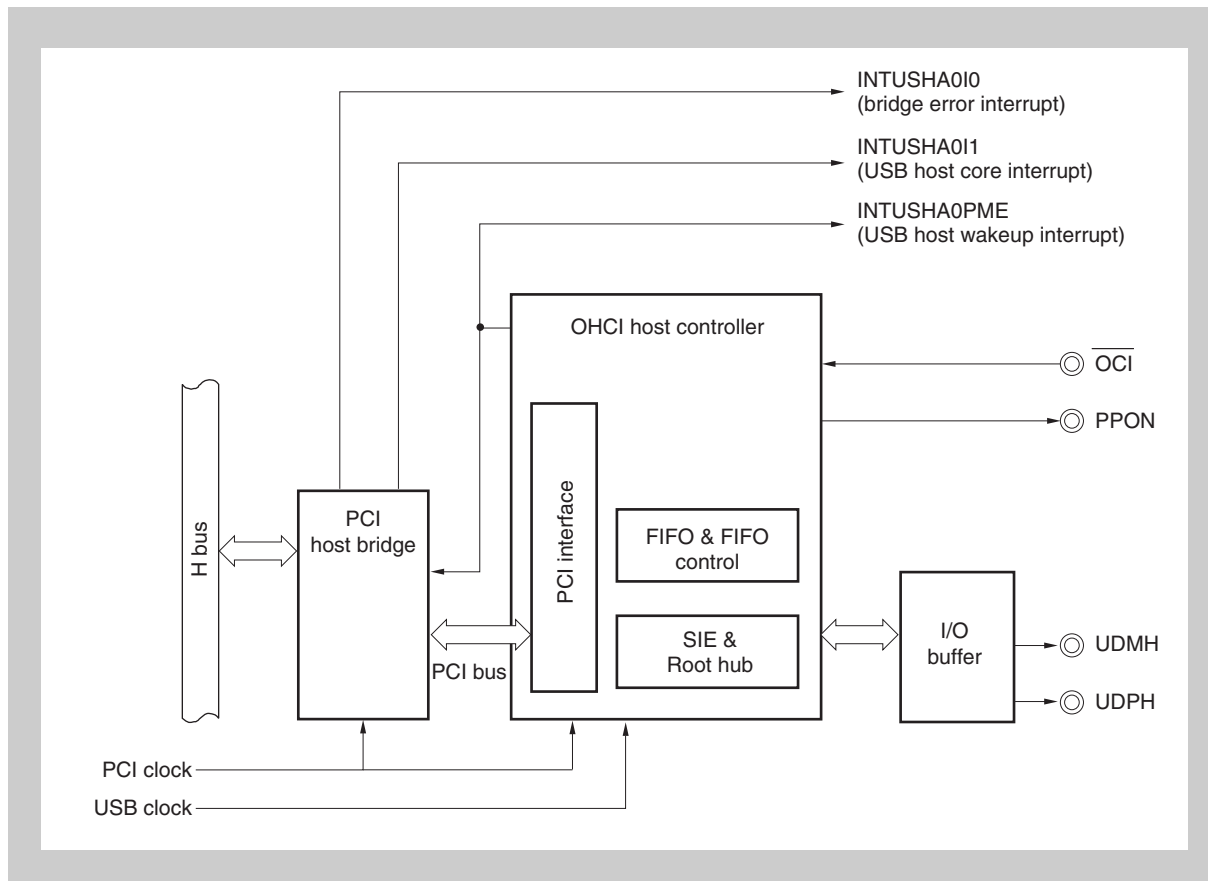 INTUSHA0I0
(bridge error interrupt)
INTUSHA0I1
(USB host core interrupt)
INTUSHA0PME
(USB host wakeup interrupt)
OHCI host controller
OCI
PPON
H bus
PCI
host bridge
PCI interface
FIFO & FIFO
control
SIE &
Root hub
PCI bus
I/O
buffer
UDMH
UDPH
PCI clock
USB clock